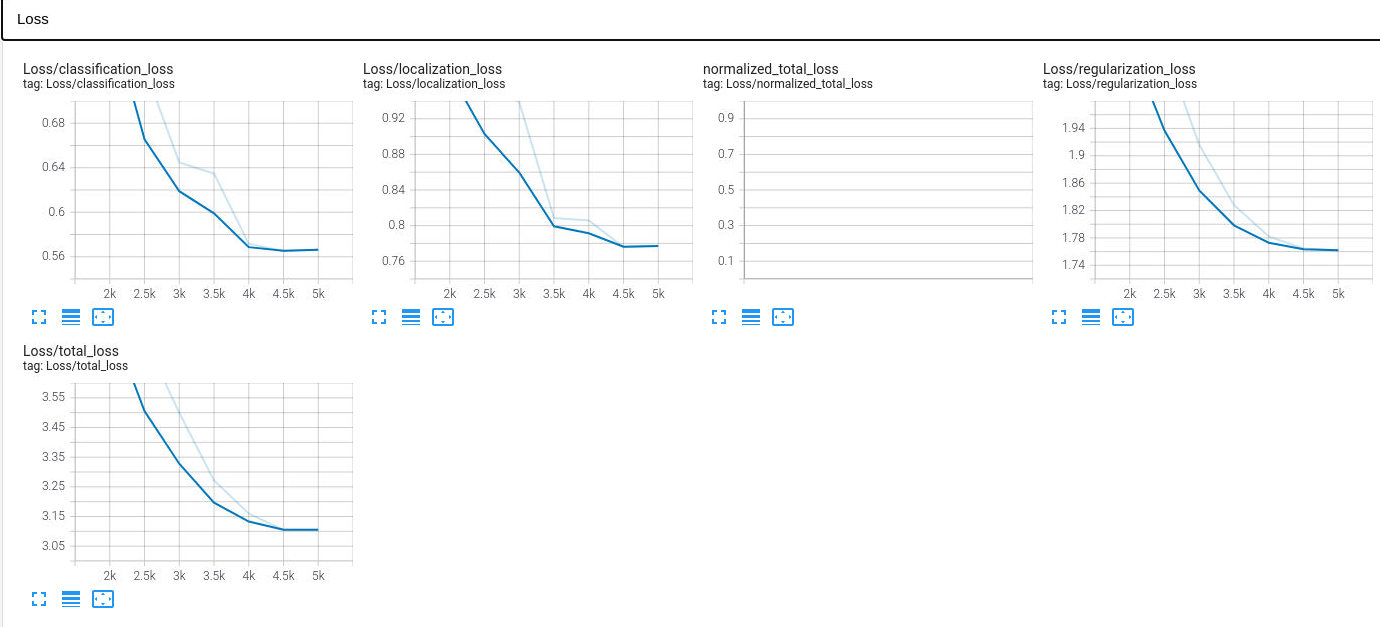 Loss
Loss/classification_loss
tag: Loss/classification_loss
0.68
0.64
0.6
0.56
2k 2.5k 3k 3.5k 4k 4.5k 5k
Loss/localization_loss
tag: Loss/localization_loss
0.92
0.88
0.84
0.8
0.76
2k 2.5k 3k 3.5k 4k 4.5k 5k
normalized_total_loss
tag: Loss/normalized_total_loss
0.9
0.7
0.5
0.3
0.1
Loss/regularization_loss
tag: Loss/regularization_loss
1.94
1.9
1.86
1.82
1.78
1.74
2k 2.5k 3k 3.5k 4k 4.5k 5k
Loss/total_loss
tag: Loss/total_loss
3.55
3.45
3.35
3.25
3.15
3.05
2k 2.5k 3k 3.5k 4k 4.5k 5k